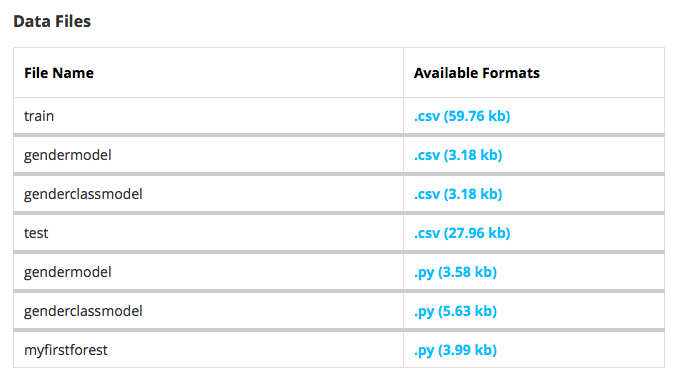 Data Files
File Name Available Formats
train .csv (59.76 kb)
gendermodel .csv (3.18 kb)
genderclassmodel .csv (3.18 kb)
test .csv (27.96 kb)
gendermodel .py (3.58 kb)
genderclassmodel .py (5.63 kb)
myfirstforest .py (3.99 kb)